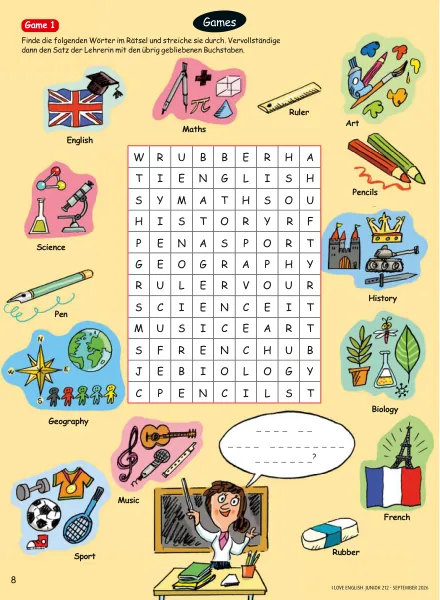 Game 1
Games
Finde die folgenden Wörter im Rätsel und streiche sie durch. Vervollständige
dann den Satz der Lehrerin mit den übrig gebliebenen Buchstaben.
English
Maths
Ruler
Art
Pencils
Science
History
Pen
Geography
Biology
Music
French
Sport
Rubber
W R U B B E R H A
T I E N G L I S H
S Y M A T H S O U
H I S T O R Y R F
P E N A S P O R T
G E O G R A P H Y
R U L E R V O U R
S C I E N C E I T
M U S I C E A R T
S F R E N C H U B
J E B I O L O G Y
C P E N C I L S T
N
K
S
π
_ _ _ _ _ _
_ _ _ _ _ _ _ _ _ _ _ _ _ _
_ _ _ _ _ _ _?
8
I LOVE ENGLISH JUNIOR 212 • SEPTEMBER 2026